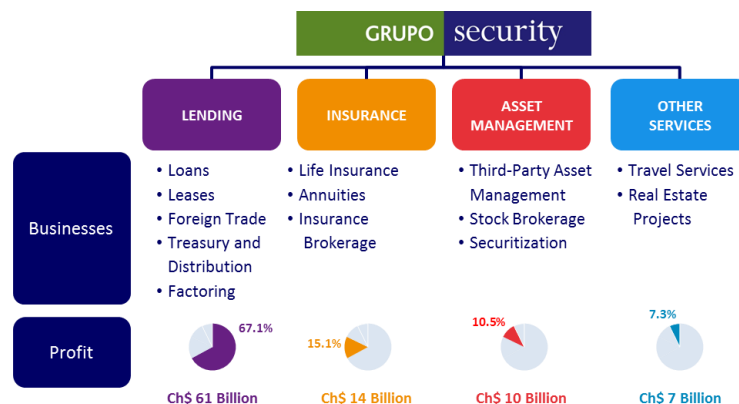 GRUPO security
LENDING
INSURANCE
ASSET
MANAGEMENT
OTHER
SERVICES
Businesses
• Loans
• Leases
• Foreign Trade
• Treasury and
Distribution
• Factoring
• Life Insurance
• Annuities
• Insurance
Brokerage
• Third-Party Asset
Management
• Stock Brokerage
• Securitization
• Travel Services
• Real Estate
Projects
Profit
67.1%
15.1%
10.5%
7.3%
Ch$ 61 Billion
Ch$ 14 Billion
Ch$ 10 Billion
Ch$ 7 Billion